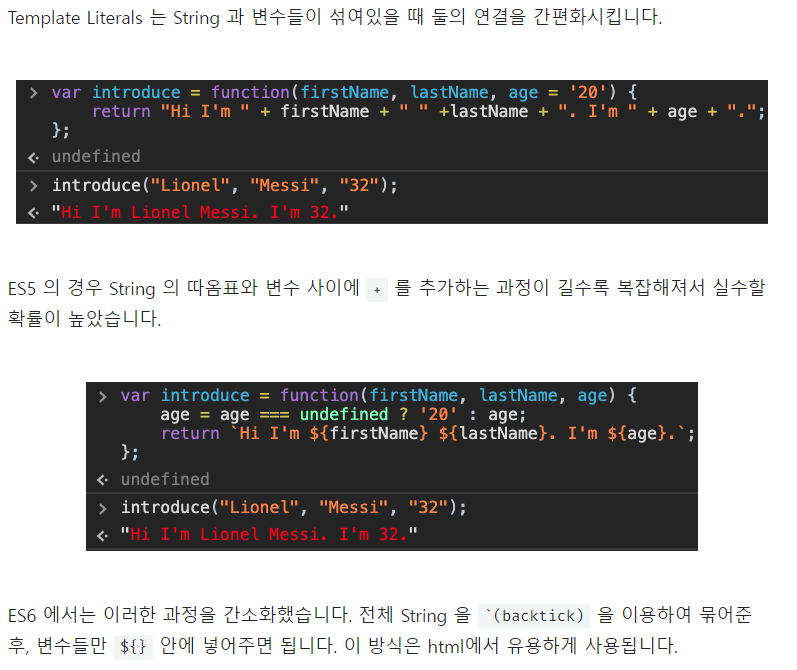 Template Literals 는 String 과 변수들이 섞여있을 때 둘의 연결을 간편화시킵니다.
> var introduce = function(firstName, lastName, age = '20') {
return "Hi I'm " + firstName + " " +lastName + ". I'm " + age + ".";
};
<· undefined
> introduce("Lionel", "Messi", "32");
<· "Hi I'm Lionel Messi. I'm 32."
ES5 의 경우 String 의 따옴표와 변수 사이에 + 를 추가하는 과정이 길수록 복잡해져서 실수할
확률이 높았습니다.
> var introduce = function(firstName, lastName, age) {
age = age === undefined ? '20' : age;
return `Hi I'm ${firstName} ${lastName}. I'm ${age}.`;
};
<· undefined
> introduce("Lionel", "Messi", "32");
<· "Hi I'm Lionel Messi. I'm 32."
ES6 에서는 이러한 과정을 간소화했습니다. 전체 String 을 `(backtick) 을 이용하여 묶어준
후, 변수들만 ${} 안에 넣어주면 됩니다. 이 방식은 html에서 유용하게 사용됩니다.